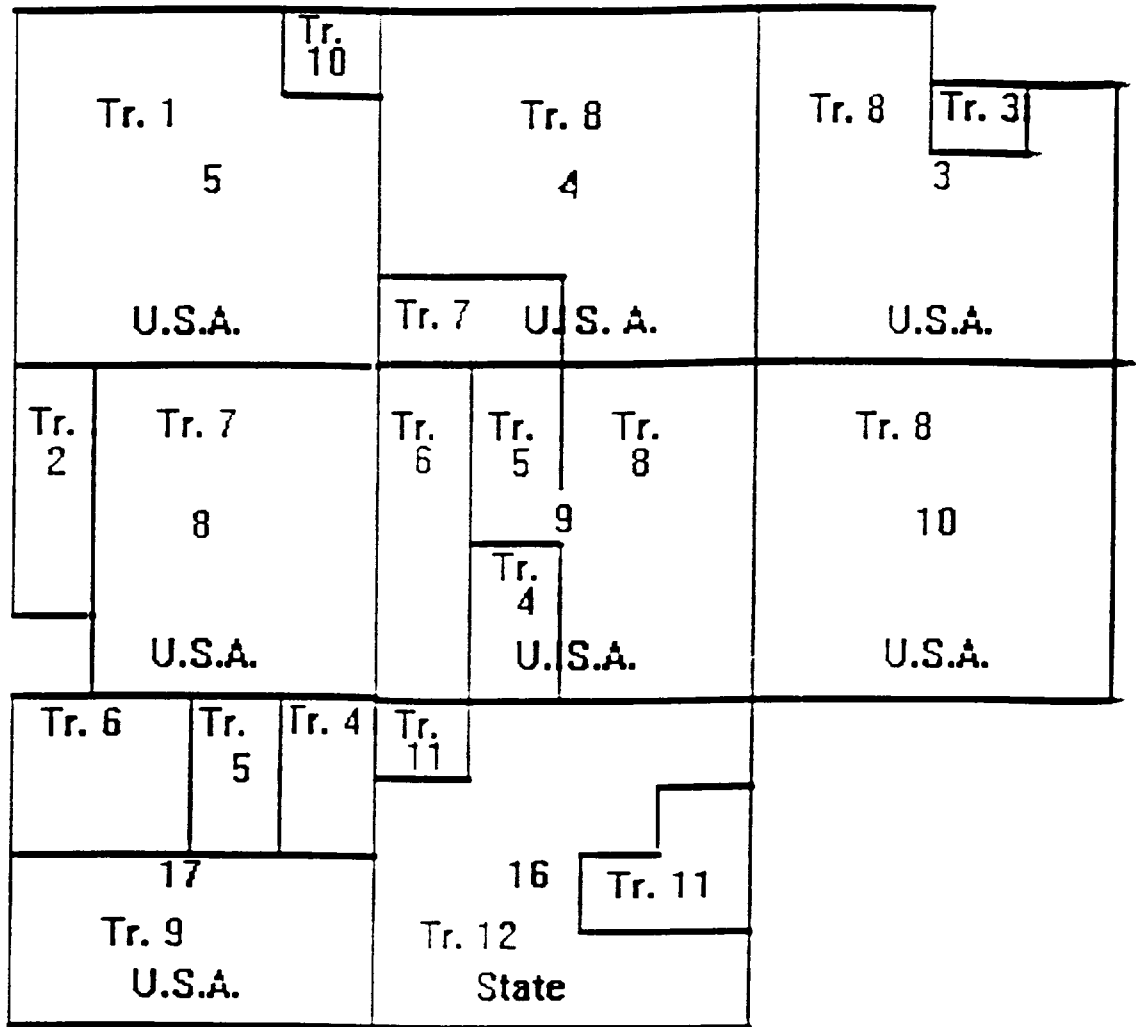 Tr.
10
Tr. 1
5
U.S.A.
Tr. 8
4
Tr. 7
U.S.A.
Tr. 8
Tr. 3
3
U.S.A.
Tr.
2
Tr. 7
8
U.S.A.
Tr.
6
Tr.
5
Tr.
8
9
Tr.
4
U.S.A.
Tr. 8
10
U.S.A.
Tr. 6
Tr.
5
Tr. 4
17
Tr. 9
U.S.A.
Tr.
11
16
Tr. 11
Tr. 12
State